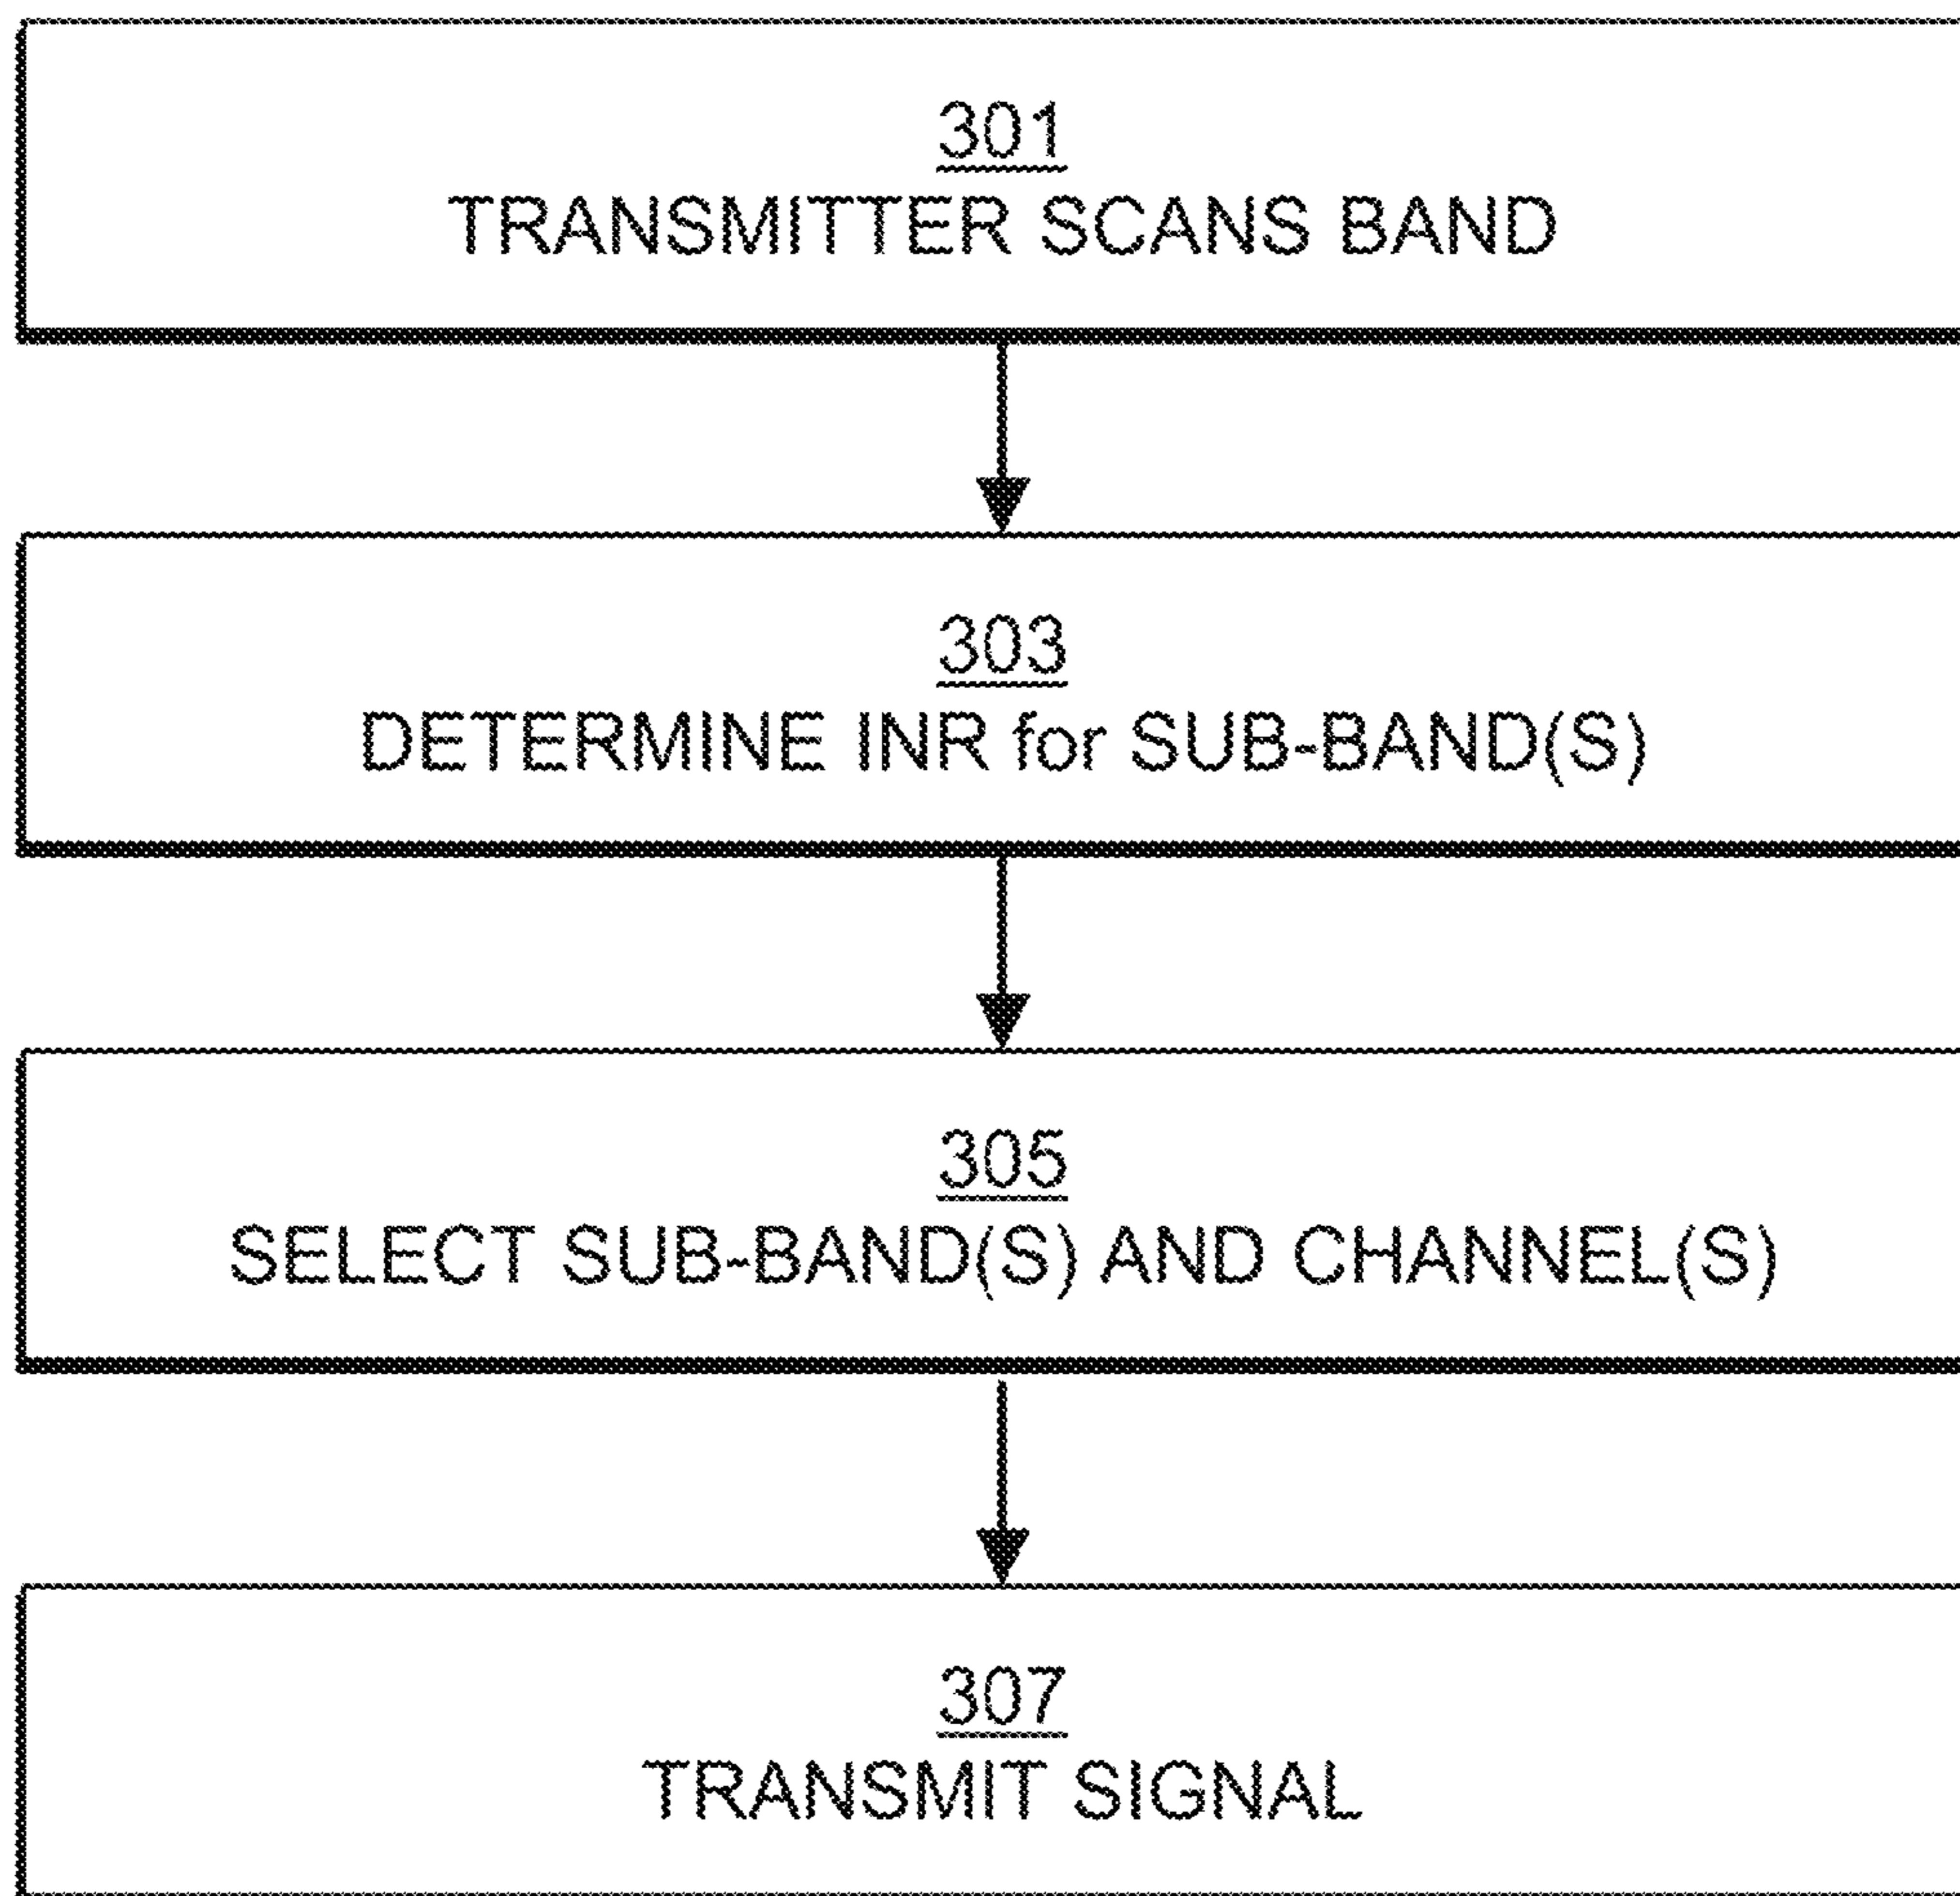 301
TRANSMITTER SCANS BAND
303
DETERMINE INR for SUB-BAND(S)
305
SELECT SUB-BAND(S) AND CHANNEL(S)
307
TRANSMIT SIGNAL